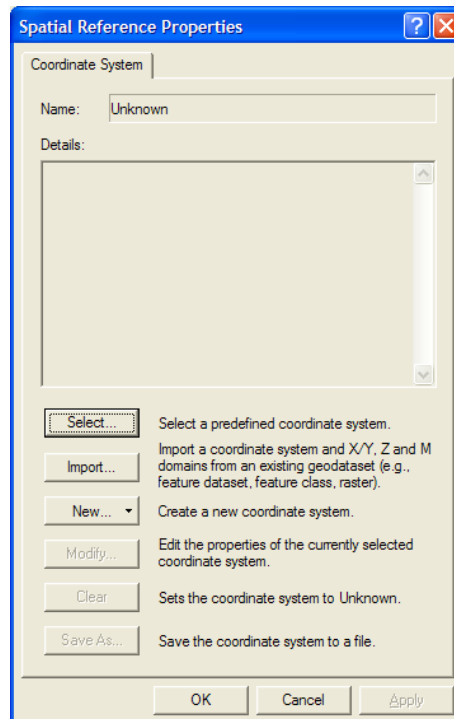 Spatial Reference Properties
Coordinate System
Name: Unknown
Details:
Select... Select a predefined coordinate system.
Import a coordinate system and X/Y, Z and M
Import... domains from an existing geodataset (e.g.,
feature dataset, feature class, raster).
New... Create a new coordinate system.
Modify... Edit the properties of the currently selected
coordinate system.
Clear Sets the coordinate system to Unknown.
Save As... Save the coordinate system to a file.
OK Cancel Apply